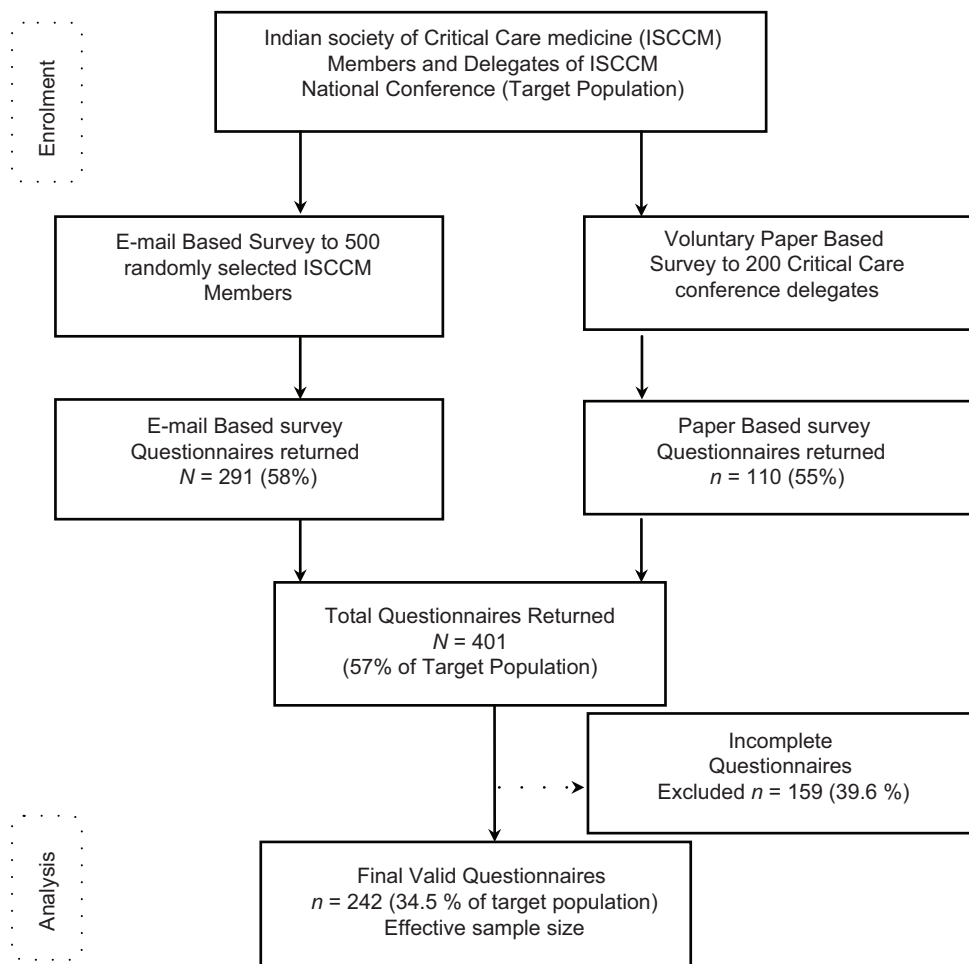 Enrolment
Indian society of Critical Care medicine (ISCCM)
Members and Delegates of ISCCM
National Conference (Target Population)
E-mail Based Survey to 500
randomly selected ISCCM
Members
Voluntary Paper Based
Survey to 200 Critical Care
conference delegates
E-mail Based survey
Questionnaires returned
N = 291 (58%)
Paper Based survey
Questionnaires returned
n = 110 (55%)
Total Questionnaires Returned
N = 401
(57% of Target Population)
Incomplete
Questionnaires
Excluded n = 159 (39.6 %)
Analysis
Final Valid Questionnaires
n = 242 (34.5 % of target population)
Effective sample size